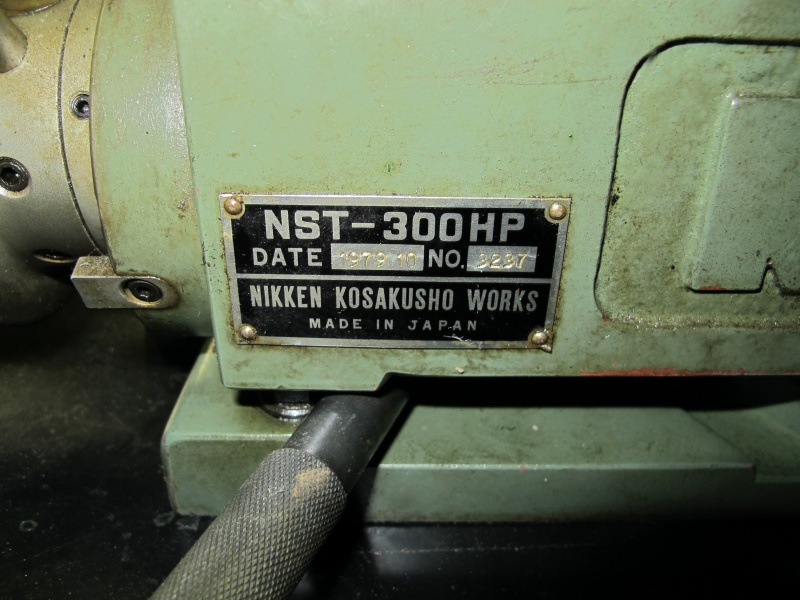 NST-300HP
DATE 1979 10 NO. 3237
NIKKEN KOSAKUSHO WORKS
MADE IN JAPAN